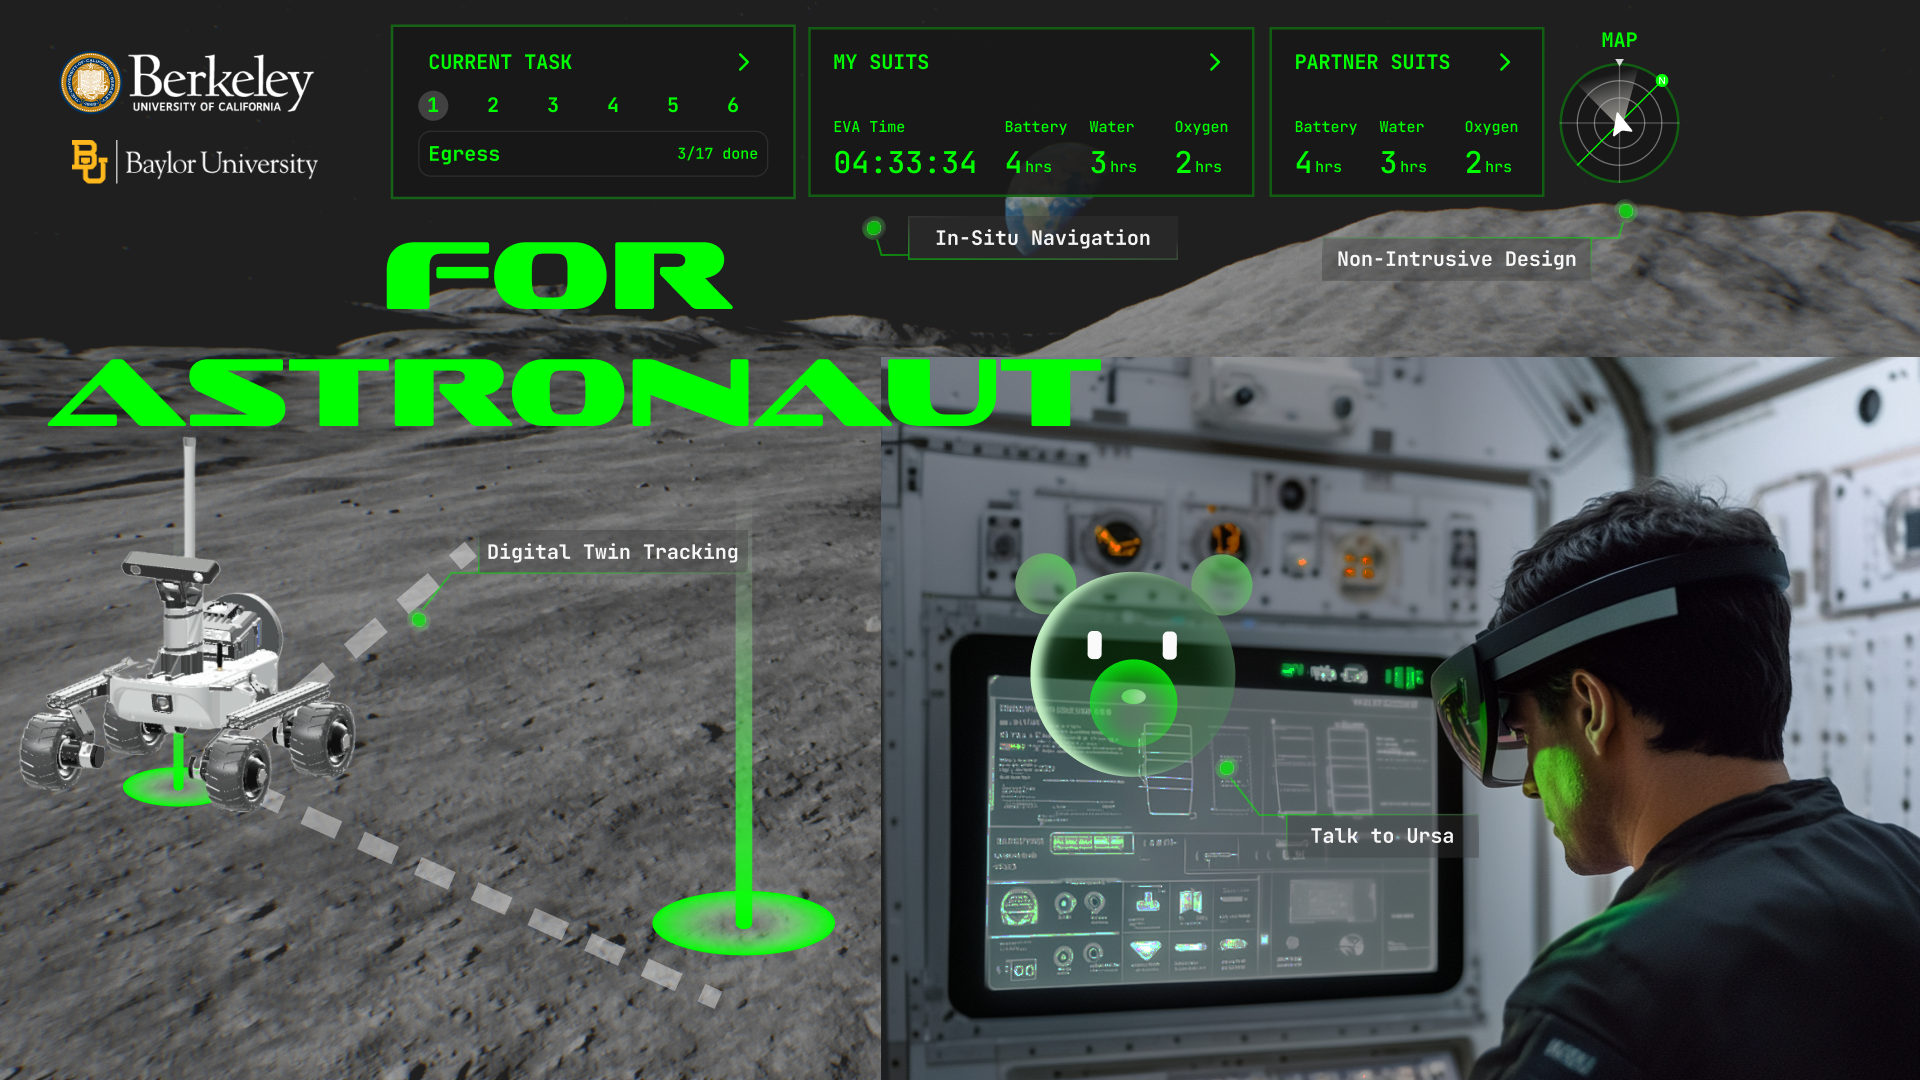 Berkeley
UNIVERSITY OF CALIFORNIA
BU
Baylor University
CURRENT TASK
1 2 3 4 5 6
Egress 3/17 done
MY SUITS
EVA Time Battery Water Oxygen
04:33:34 4 hrs 3 hrs 2 hrs
PARTNER SUITS
Battery Water Oxygen
4 hrs 3 hrs 2 hrs
MAP
N
In-Situ Navigation
Non-Intrusive Design
FOR
ASTRONAUT
Digital Twin Tracking
Talk to Ursa